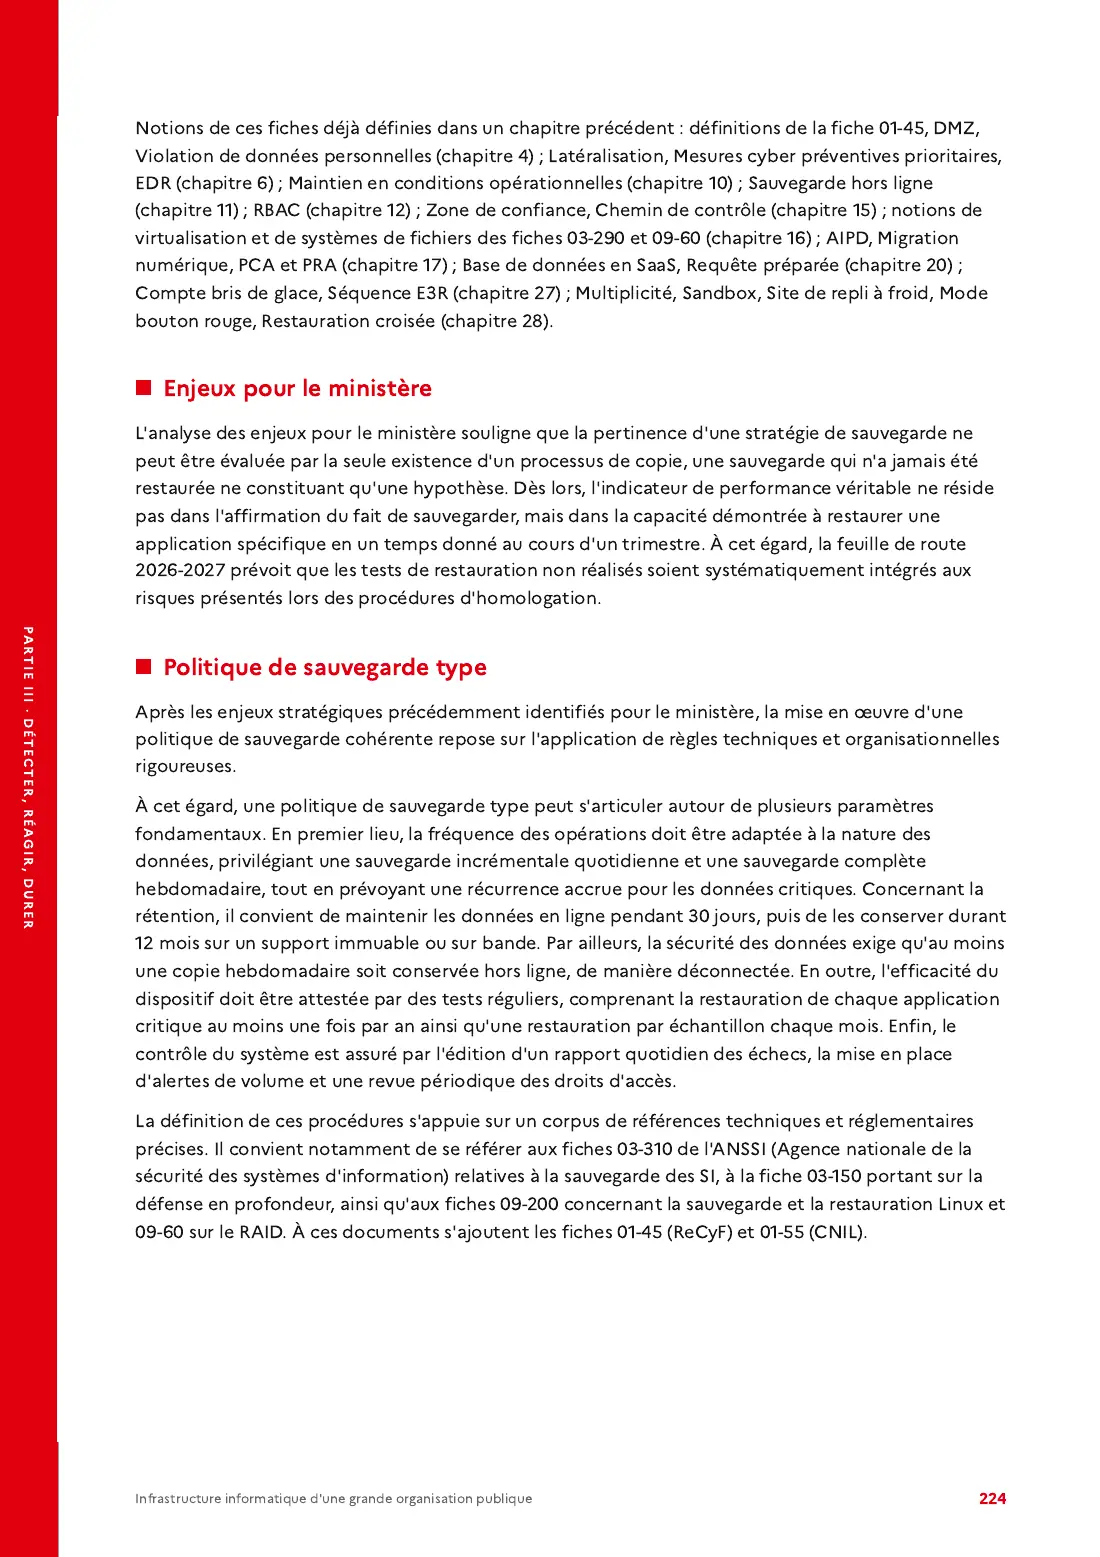 Notions de ces fiches déjà définies dans un chapitre précédent : définitions de la fiche 01-45, DMZ,
Violation de données personnelles (chapitre 4) ; Latéralisation, Mesures cyber préventives prioritaires,
EDR (chapitre 6) ; Maintien en conditions opérationnelles (chapitre 10) ; Sauvegarde hors ligne
(chapitre 11) ; RBAC (chapitre 12) ; Zone de confiance, Chemin de contrôle (chapitre 15) ; notions de
virtualisation et de systèmes de fichiers des fiches 03-290 et 09-60 (chapitre 16) ; AIPD, Migration
numérique, PCA et PRA (chapitre 17) ; Base de données en SaaS, Requête préparée (chapitre 20) ;
Compte bris de glace, Séquence E3R (chapitre 27) ; Multiplicité, Sandbox, Site de repli à froid, Mode
bouton rouge, Restauration croisée (chapitre 28).
■ Enjeux pour le ministère
L'analyse des enjeux pour le ministère souligne que la pertinence d'une stratégie de sauvegarde ne
peut être évaluée par la seule existence d'un processus de copie, une sauvegarde qui n'a jamais été
restaurée ne constituant qu'une hypothèse. Dès lors, l'indicateur de performance véritable ne réside
pas dans l'affirmation du fait de sauvegarder, mais dans la capacité démontrée à restaurer une
application spécifique en un temps donné au cours d'un trimestre. À cet égard, la feuille de route
2026-2027 prévoit que les tests de restauration non réalisés soient systématiquement intégrés aux
risques présentés lors des procédures d'homologation.
■ Politique de sauvegarde type
Après les enjeux stratégiques précédemment identifiés pour le ministère, la mise en œuvre d'une
politique de sauvegarde cohérente repose sur l'application de règles techniques et organisationnelles
rigoureuses.
À cet égard, une politique de sauvegarde type peut s'articuler autour de plusieurs paramètres
fondamentaux. En premier lieu, la fréquence des opérations doit être adaptée à la nature des
données, privilégiant une sauvegarde incrémentale quotidienne et une sauvegarde complète
hebdomadaire, tout en prévoyant une récurrence accrue pour les données critiques. Concernant la
rétention, il convient de maintenir les données en ligne pendant 30 jours, puis de les conserver durant
12 mois sur un support immuable ou sur bande. Par ailleurs, la sécurité des données exige qu'au moins
une copie hebdomadaire soit conservée hors ligne, de manière déconnectée. En outre, l'efficacité du
dispositif doit être attestée par des tests réguliers, comprenant la restauration de chaque application
critique au moins une fois par an ainsi qu'une restauration par échantillon chaque mois. Enfin, le
contrôle du système est assuré par l'édition d'un rapport quotidien des échecs, la mise en place
d'alertes de volume et une revue périodique des droits d'accès.
La définition de ces procédures s'appuie sur un corpus de références techniques et réglementaires
précises. Il convient notamment de se référer aux fiches 03-310 de l'ANSSI (Agence nationale de la
sécurité des systèmes d'information) relatives à la sauvegarde des SI, à la fiche 03-150 portant sur la
défense en profondeur, ainsi qu'aux fiches 09-200 concernant la sauvegarde et la restauration Linux et
09-60 sur le RAID. À ces documents s'ajoutent les fiches 01-45 (ReCyF) et 01-55 (CNIL).
PARTIE III · DÉTECTER, RÉAGIR, DURER
Infrastructure informatique d'une grande organisation publique
224